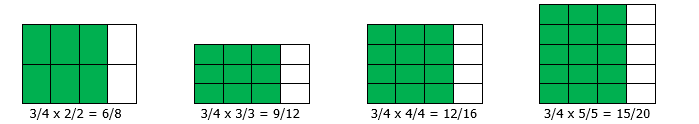 3/4 x 2/2 = 6/8
3/4 x 3/3 = 9/12
3/4 x 4/4 = 12/16
3/4 x 5/5 = 15/20